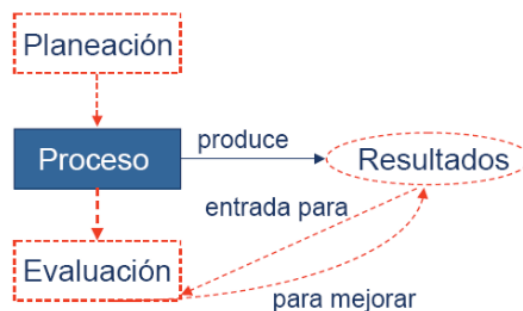 Planeación
produce
Proceso
Resultados
entrada para
Evaluación
para mejorar